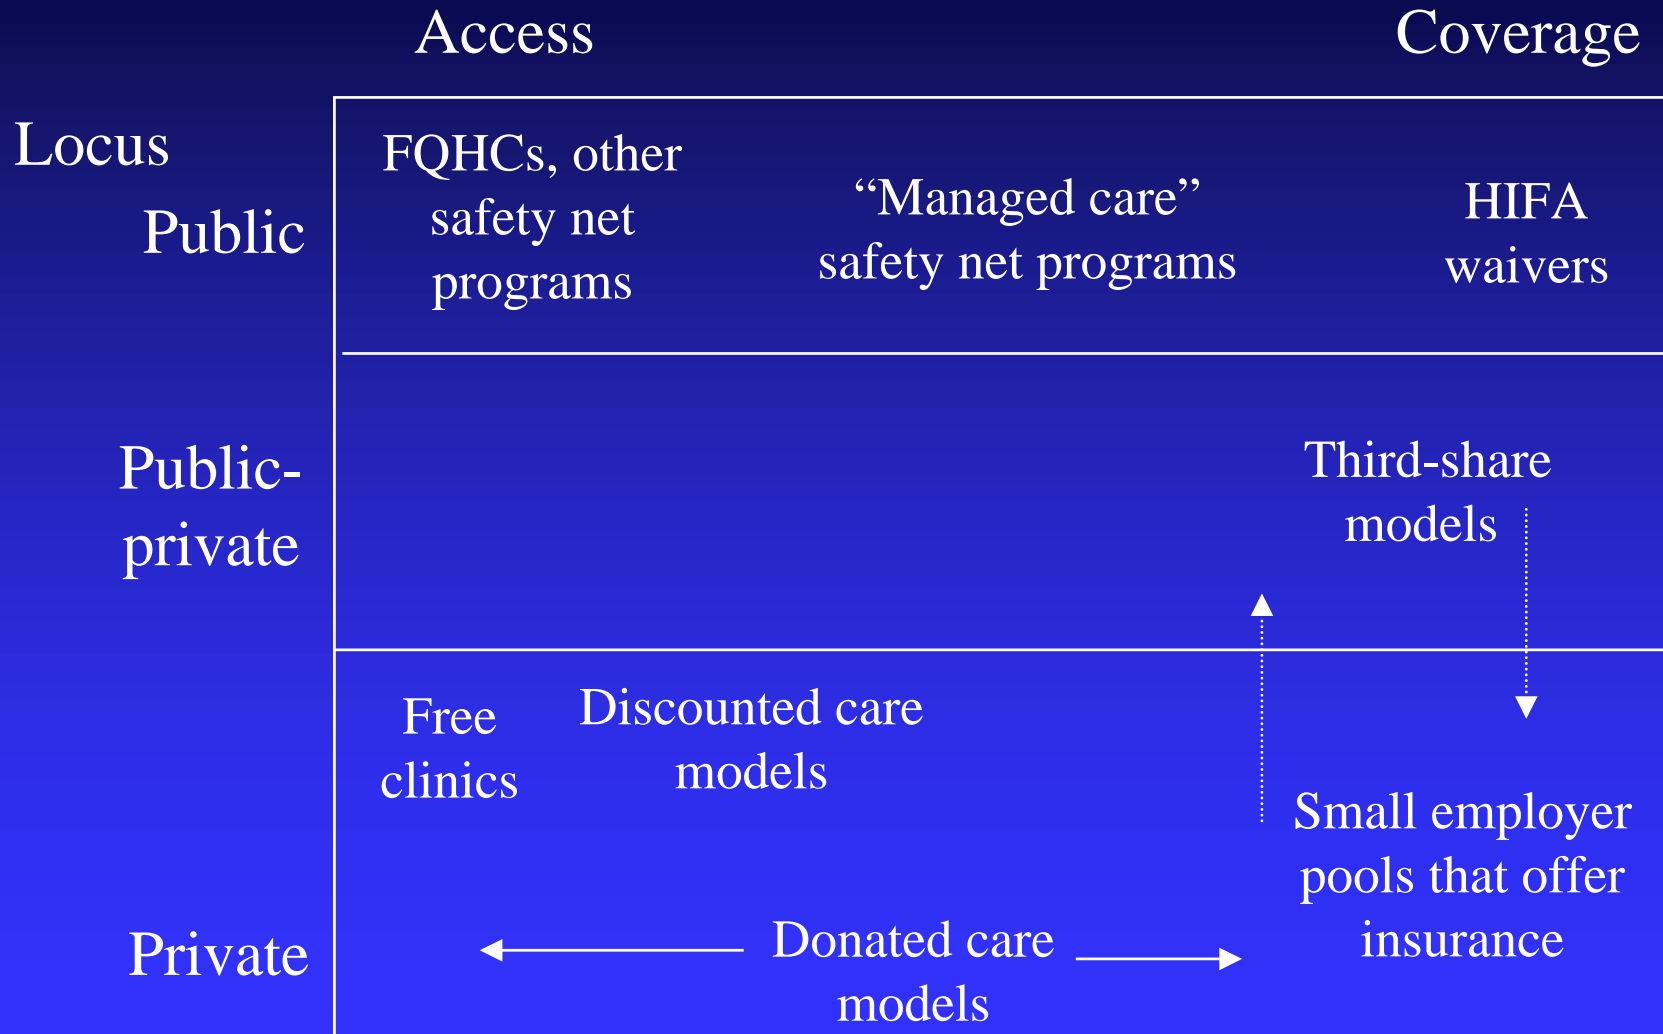 Access
Coverage
Locus
Public
FQHCs, other
safety net
programs
“Managed care”
safety net programs
HIFA
waivers
Public-
private
Third-share
models
Private
Free
clinics
Discounted care
models
Small employer
pools that offer
insurance
Donated care
models